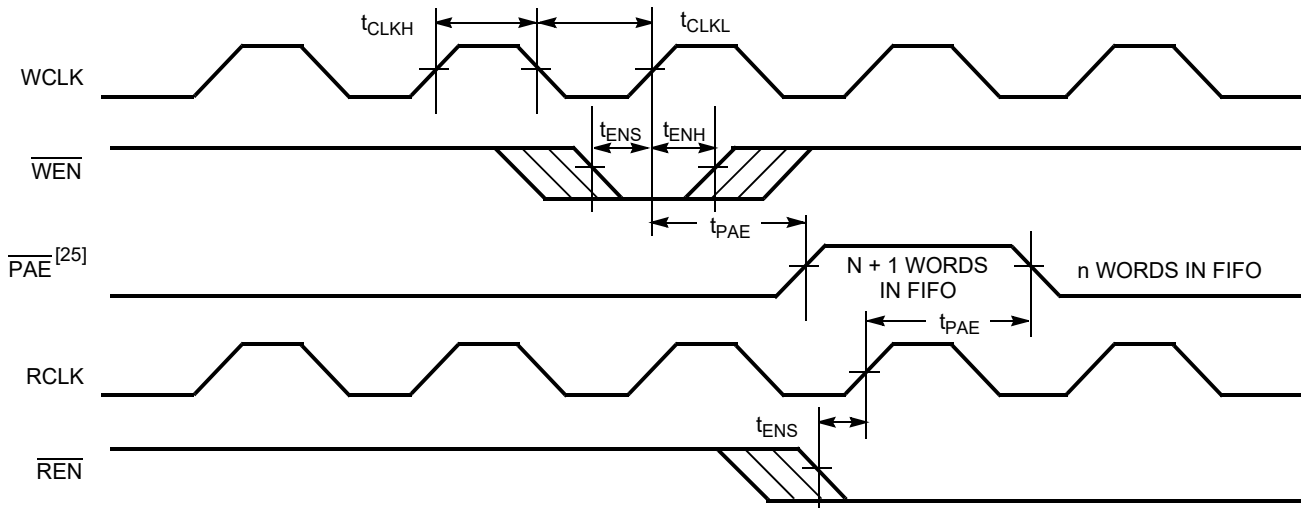 tCLKH
tCLKL
WCLK
tENS
tENH
WEN
tPAE
PAE [25]
N + 1 WORDS
IN FIFO
n WORDS IN FIFO
tPAE
RCLK
tENS
REN